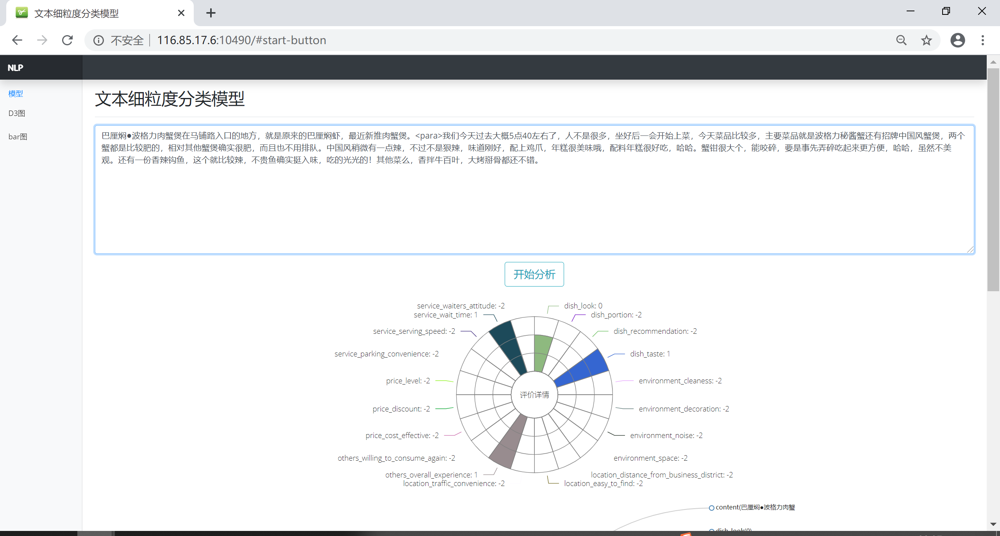 文本细粒度分类模型
不安全
116.85.17.6:10490/#start-button
NLP
模型
D3图
bar图
文本细粒度分类模型
巴厘焖●波格力肉蟹煲在马铺路入口的地方，就是原来的巴厘焖虾，最近新推肉蟹煲。<para>我们今天过去大概5点40左右了，人不是很多，坐好后一会开始上菜，今天菜品比较多，主要菜品就是波格力秘酱蟹还有招牌中国风蟹煲，两个
蟹都是比较肥的，相对其他蟹煲确实很肥，而且也不用排队。中国风稍微有一点辣，不过不是狠辣，味道刚好，配上鸡爪，年糕很美味哦，配料年糕很好吃，哈哈。蟹钳很大个，能咬碎，要是事先弄碎吃起来更方便，哈哈，虽然不美
观。还有一份香辣钩鱼，这个就比较辣，不贵鱼确实挺入味，吃的光光的！其他菜么，香拌牛百叶，大烤掰骨都还不错。
开始分析
service_waiters_attitude: -2
dish_look: 0
service_wait_time: 1
dish_portion: -2
service_serving_speed: -2
dish_recommendation: -2
service_parking_convenience: -2
dish_taste: 1
price_level: -2
environment_cleaness: -2
评价详情
price_discount: -2
environment_decoration: -2
price_cost_effective: -2
environment_noise: -2
others_willing_to_consume_again: -2
environment_space: -2
others_overall_experience: 1
location_distance_from_business_district: -2
location_traffic_convenience: -2
location_easy_to_find: -2
content(巴厘焖●波格力肉蟹
dish_look(0)